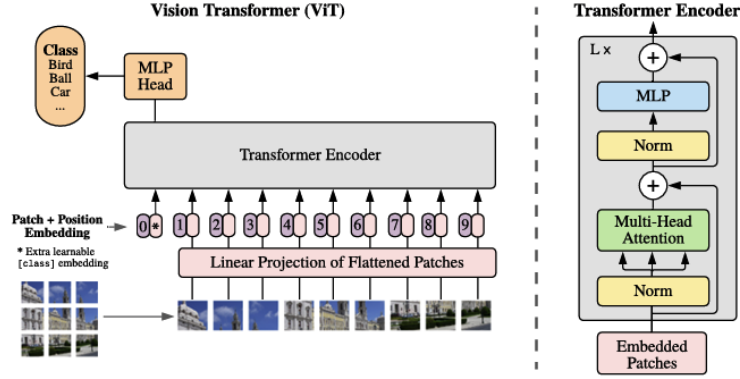 Vision Transformer (ViT)
Class
Bird
Ball
Car
...
MLP
Head
Transformer Encoder
Patch + Position
Embedding
0 * 1 2 3 4 5 6 7 8 9
* Extra learnable
[class] embedding
Linear Projection of Flattened Patches
Transformer Encoder
L ×
+
MLP
Norm
+
Multi-Head
Attention
Norm
Embedded
Patches